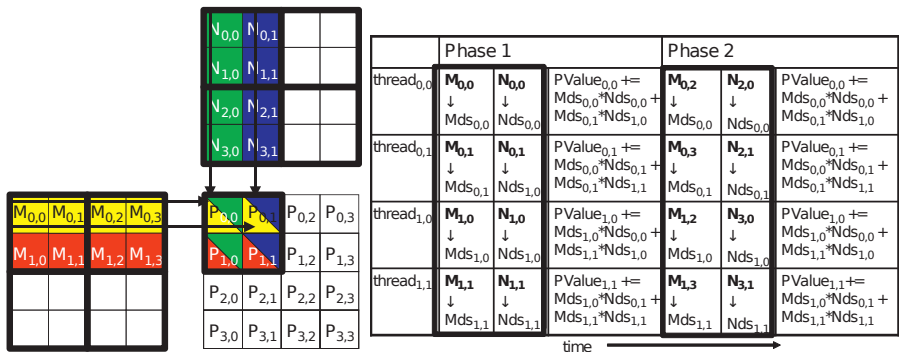 N0,0 N0,1
N1,0 N1,1
N2,0 N2,1
N3,0 N3,1
M0,0 M0,1 M0,2 M0,3
M1,0 M1,1 M1,2 M1,3
P0,0 P0,1 P0,2 P0,3
P1,0 P1,1 P1,2 P1,3
P2,0 P2,1 P2,2 P2,3
P3,0 P3,1 P3,2 P3,3
Phase 1 Phase 2
thread0,0 M0,0 N0,0 PValue0,0 += M0,2 N2,0 PValue0,0 +=
↓ ↓ Mds0,0*Nds0,0 + ↓ ↓ Mds0,0*Nds0,0 +
Mds0,0 Nds0,0 Mds0,1*Nds1,0 Mds0,0 Nds0,0 Mds0,1*Nds1,0
thread0,1 M0,1 N0,1 PValue0,1 += M0,3 N2,1 PValue0,1 +=
↓ ↓ Mds0,0*Nds0,1 + ↓ ↓ Mds0,0*Nds0,1 +
Mds0,1 Nds1,0 Mds0,1*Nds1,1 Mds0,1 Nds0,1 Mds0,1*Nds1,1
thread1,0 M1,0 N1,0 PValue1,0 += M1,2 N3,0 PValue1,0 +=
↓ ↓ Mds1,0*Nds0,0 + ↓ ↓ Mds1,0*Nds0,0 +
Mds1,0 Nds1,0 Mds1,1*Nds1,0 Mds1,0 Nds1,0 Mds1,1*Nds1,0
thread1,1 M1,1 N1,1 PValue1,1 += M1,3 N3,1 PValue1,1+=
↓ ↓ Mds1,0*Nds0,1 + ↓ ↓ Mds1,0*Nds0,1 +
Mds1,1 Nds1,1 Mds1,1*Nds1,1 Mds1,1 Nds1,1 Mds1,1*Nds1,1
time